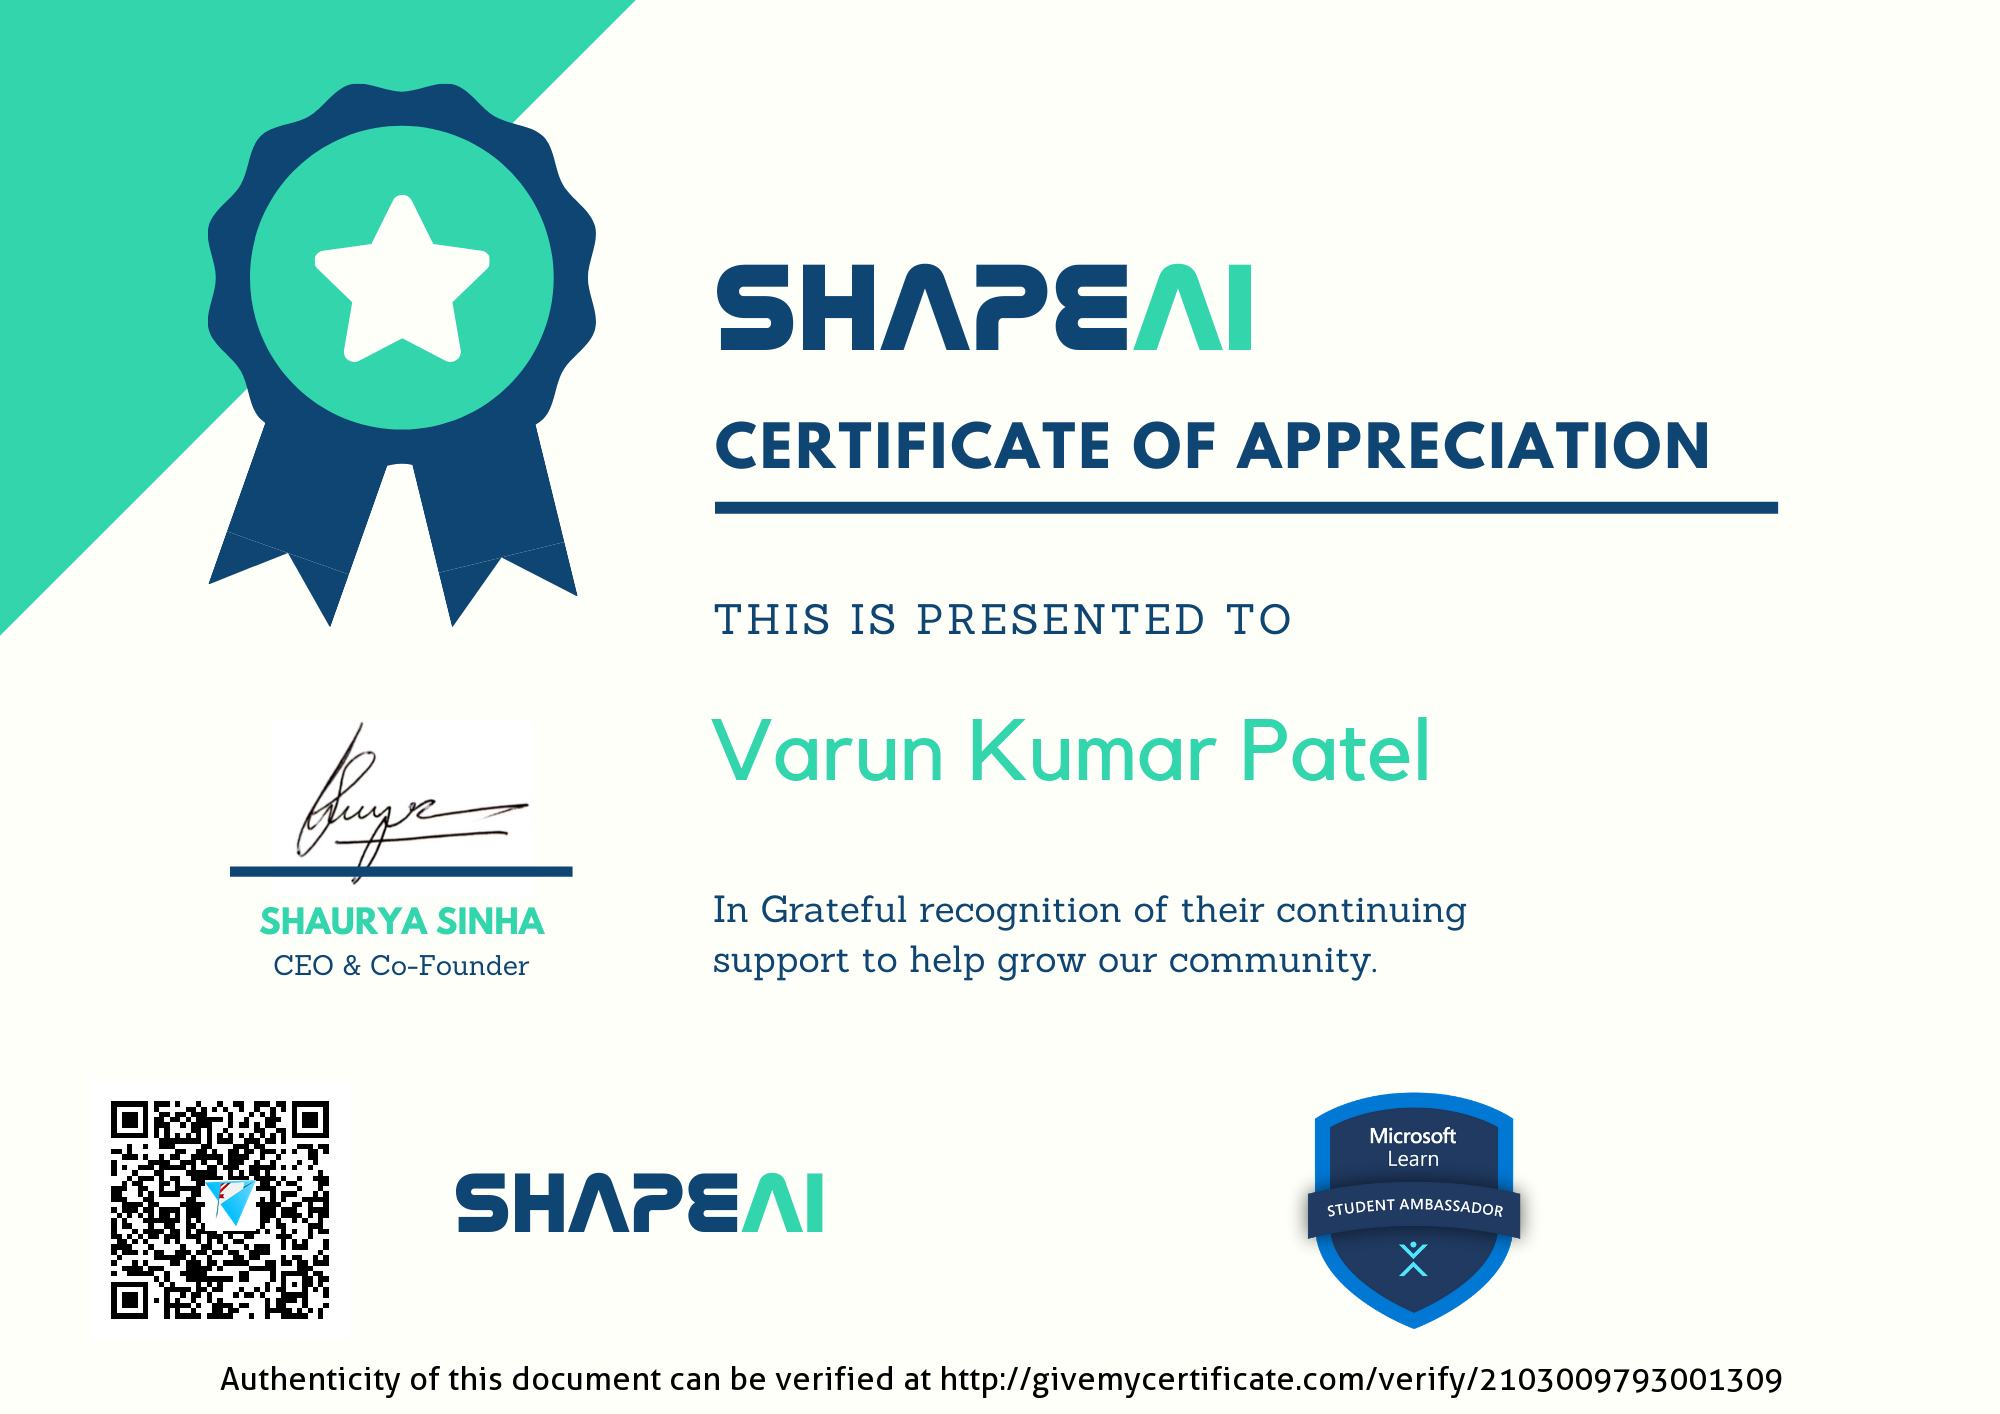 SHAPEAI
CERTIFICATE OF APPRECIATION
THIS IS PRESENTED TO
Varun Kumar Patel
In Grateful recognition of their continuing
support to help grow our community.
SHAURYA SINHA
CEO & Co-Founder
SHAPEAI
Microsoft
Learn
STUDENT AMBASSADOR
Authenticity of this document can be verified at http://givemycertificate.com/verify/2103009793001309